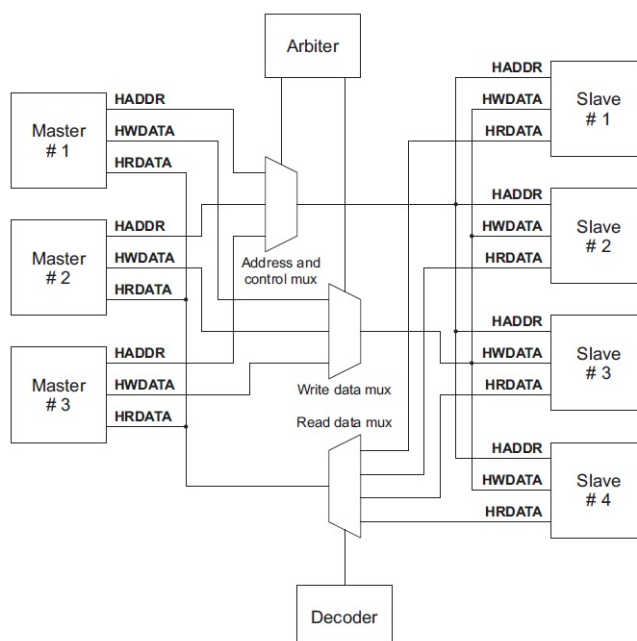 Arbiter
Master
# 1
HADDR
HWDATA
HRDATA
Master
# 2
HADDR
HWDATA
HRDATA
Master
# 3
HADDR
HWDATA
HRDATA
Address and
control mux
Write data mux
Read data mux
Decoder
HADDR
HWDATA
HRDATA
Slave
# 1
HADDR
HWDATA
HRDATA
Slave
# 2
HADDR
HWDATA
HRDATA
Slave
# 3
HADDR
HWDATA
HRDATA
Slave
# 4